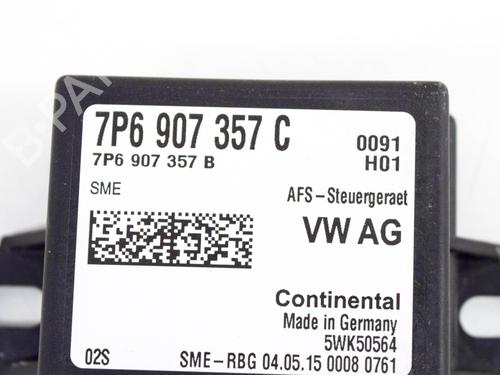 7P6 907 357 C
0091
7P6 907 357 B
H01
SME
AFS-Steuergeraet
VW AG
Continental
Made in Germany
5WK50564
02S
SME-RBG 04.05.15 0008 0761
B-PARTS